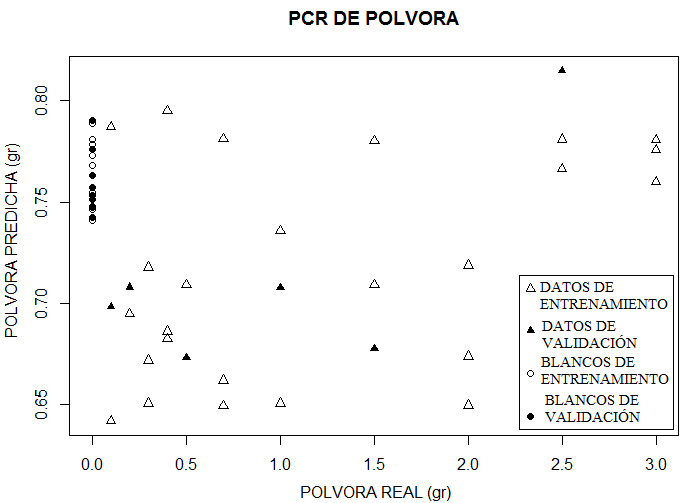 PCR DE POLVORA
POLVORA PREDICHA (gr)
0.80
0.75
0.70
0.65
DATOS DE
ENTRENAMIENTO
DATOS DE
VALIDACIÓN
BLANCOS DE
ENTRENAMIENTO
BLANCOS DE
VALIDACIÓN
0.0 0.5 1.0 1.5 2.0 2.5 3.0
POLVORA REAL (gr)